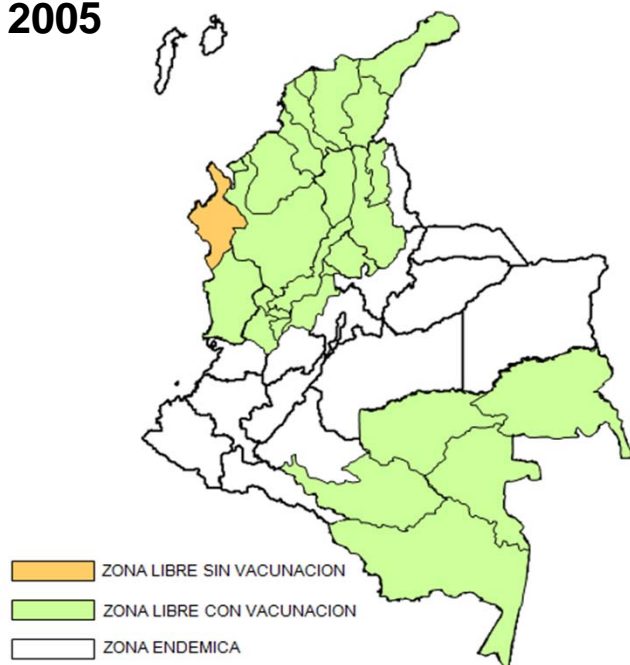 2005
ZONA LIBRE SIN VACUNACION
ZONA LIBRE CON VACUNACION
ZONA ENDEMICA